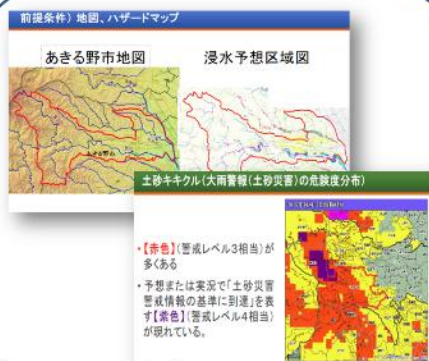 前提条件）地図、ハザードマップ
あきる野市地図
浸水予想区域図
土砂キキクル(大雨警報(土砂災害)の危険度分布)
・【赤色】(警戒レベル3相当)が
多くある
・予想または実況で「土砂災害
警戒情報の基準に到達」を表
す【紫色】(警戒レベル4相当)
が現れている。